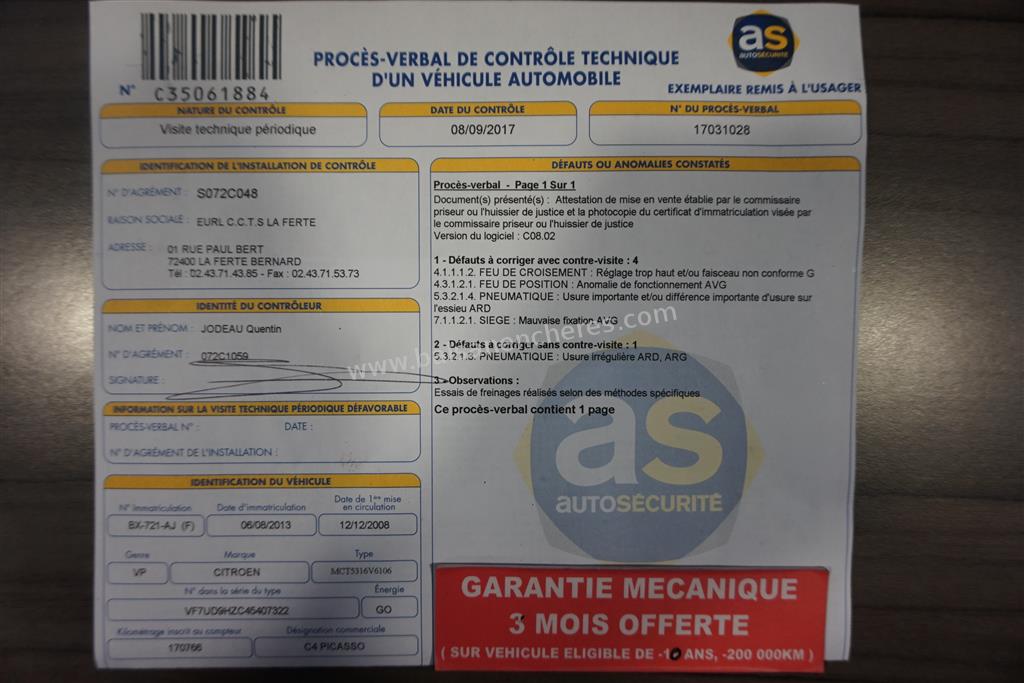 as
AUTOSÉCURITÉ
PROCÈS-VERBAL DE CONTRÔLE TECHNIQUE
D'UN VÉHICULE AUTOMOBILE
N° C35061884
EXEMPLAIRE REMIS À L'USAGER
NATURE DU CONTRÔLE
Visite technique périodique
DATE DU CONTRÔLE
08/09/2017
N° DU PROCÈS-VERBAL
17031028
IDENTIFICATION DE L'INSTALLATION DE CONTRÔLE
N° D'AGRÉMENT : S072C048
RAISON SOCIALE : EURL C.C.T.S LA FERTE
ADRESSE : 01 RUE PAUL BERT
72400 LA FERTE BERNARD
Tél : 02.43.71.43.85 - Fax : 02.43.71.53.73
IDENTITÉ DU CONTRÔLEUR
NOM ET PRÉNOM : JODEAU Quentin
N° D'AGRÉMENT : 072C1059
SIGNATURE :
INFORMATION SUR LA VISITE TECHNIQUE PÉRIODIQUE DÉFAVORABLE
PROCÈS-VERBAL N° : DATE :
N° D'AGRÉMENT DE L'INSTALLATION :
IDENTIFICATION DU VÉHICULE
N° Immatriculation Date d'immatriculation Date de 1ère mise en circulation
BX-721-AJ (F) 06/08/2013 12/12/2008
Genre Marque Type
VP CITROEN MCT5316V6106
N° dans la série du type Énergie
VF7UD9HZC45407322 GO
Kilométrage inscrit au compteur Désignation commerciale
170766 C4 PICASSO
DÉFAUTS OU ANOMALIES CONSTATÉS
Procès-verbal - Page 1 Sur 1
Document(s) présenté(s) : Attestation de mise en vente établie par le commissaire
priseur ou l'huissier de justice et la photocopie du certificat d'immatriculation visée par
le commissaire priseur ou l'huissier de justice
Version du logiciel : C08.02
1 - Défauts à corriger avec contre-visite : 4
4.1.1.1.2. FEU DE CROISEMENT : Réglage trop haut et/ou faisceau non conforme G
4.3.1.2.1. FEU DE POSITION : Anomalie de fonctionnement AVG
5.3.2.1.4. PNEUMATIQUE : Usure importante et/ou différence importante d'usure sur
l'essieu ARD
7.1.1.2.1. SIEGE : Mauvaise fixation AVG
2 - Défauts à corriger sans contre-visite : 1
5.3.2.1.3. PNEUMATIQUE : Usure irrégulière ARD, ARG
3 - Observations :
Essais de freinages réalisés selon des méthodes spécifiques
Ce procès-verbal contient 1 page
as
AUTOSÉCURITÉ
GARANTIE MECANIQUE
3 MOIS OFFERTE
( SUR VEHICULE ELIGIBLE DE -10 ANS, -200 000KM )